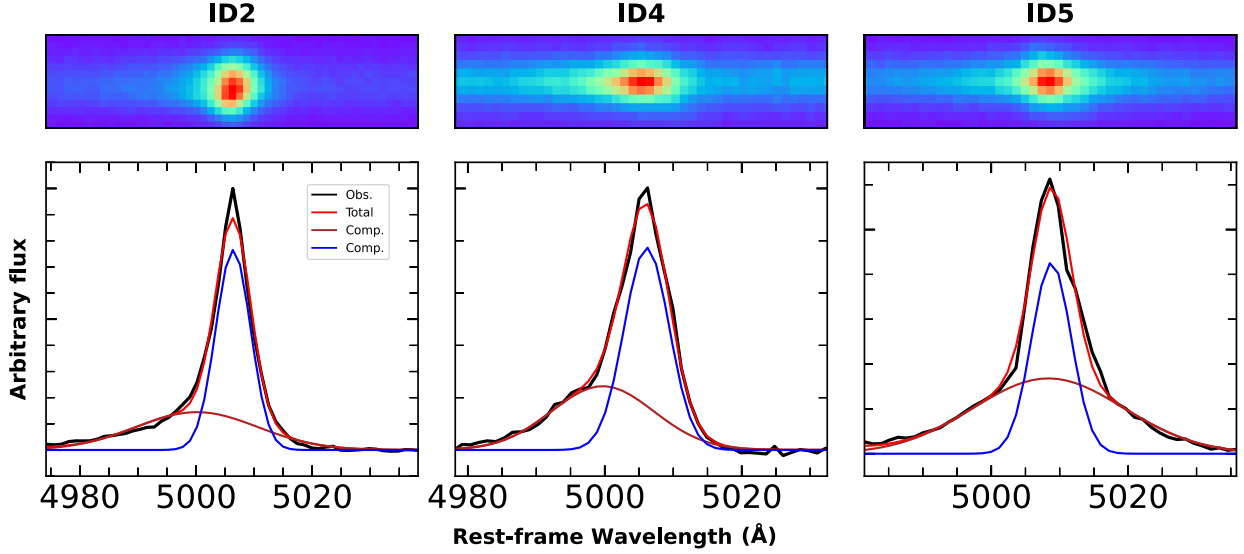 ID2 ID4 ID5
Arbitrary flux
Obs.
Total
Comp.
Comp.
4980 5000 5020 4980 5000 5020 5000 5020
Rest-frame Wavelength (Å)